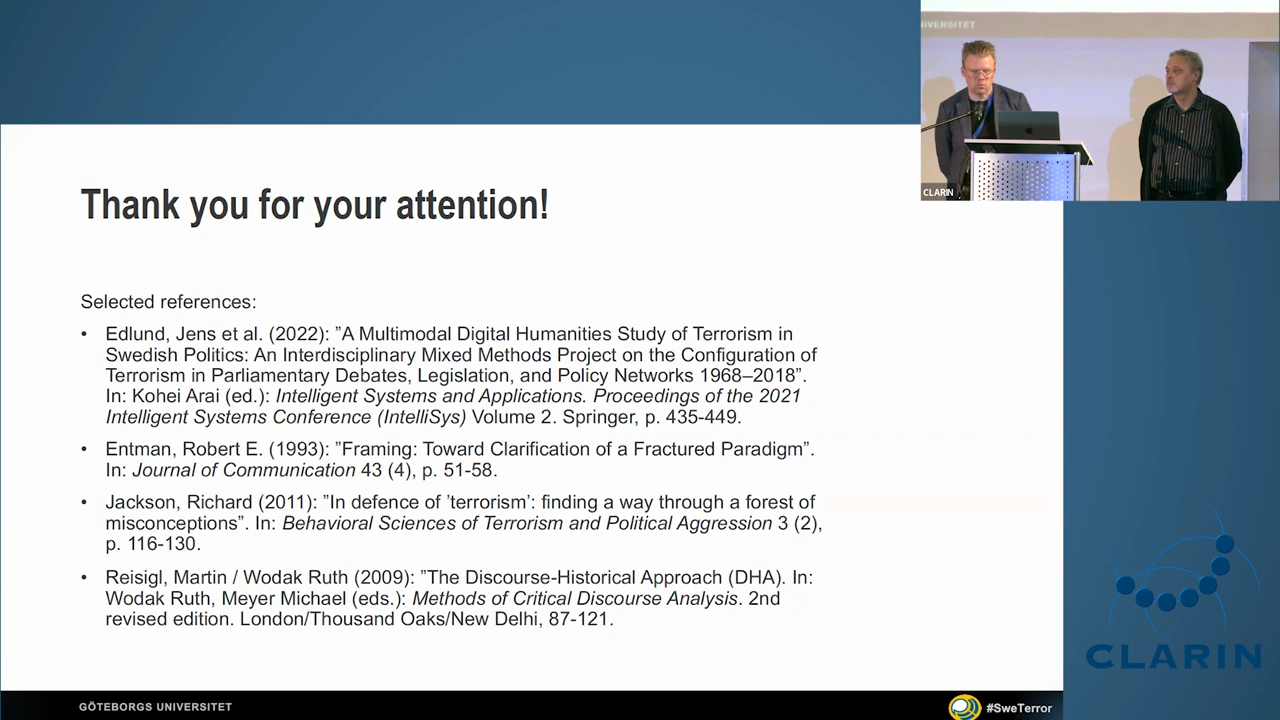 IVERSITET
CLARIN
Thank you for your attention!
Selected references:
• Edlund, Jens et al. (2022): ”A Multimodal Digital Humanities Study of Terrorism in
Swedish Politics: An Interdisciplinary Mixed Methods Project on the Configuration of
Terrorism in Parliamentary Debates, Legislation, and Policy Networks 1968–2018”.
In: Kohei Arai (ed.): Intelligent Systems and Applications. Proceedings of the 2021
Intelligent Systems Conference (IntelliSys) Volume 2. Springer, p. 435-449.
• Entman, Robert E. (1993): ”Framing: Toward Clarification of a Fractured Paradigm”.
In: Journal of Communication 43 (4), p. 51-58.
• Jackson, Richard (2011): ”In defence of ’terrorism’: finding a way through a forest of
misconceptions”. In: Behavioral Sciences of Terrorism and Political Aggression 3 (2),
p. 116-130.
• Reisigl, Martin / Wodak Ruth (2009): ”The Discourse-Historical Approach (DHA). In:
Wodak Ruth, Meyer Michael (eds.): Methods of Critical Discourse Analysis. 2nd
revised edition. London/Thousand Oaks/New Delhi, 87-121.
CLARIN
GÖTEBORGS UNIVERSITET
#SweTerror